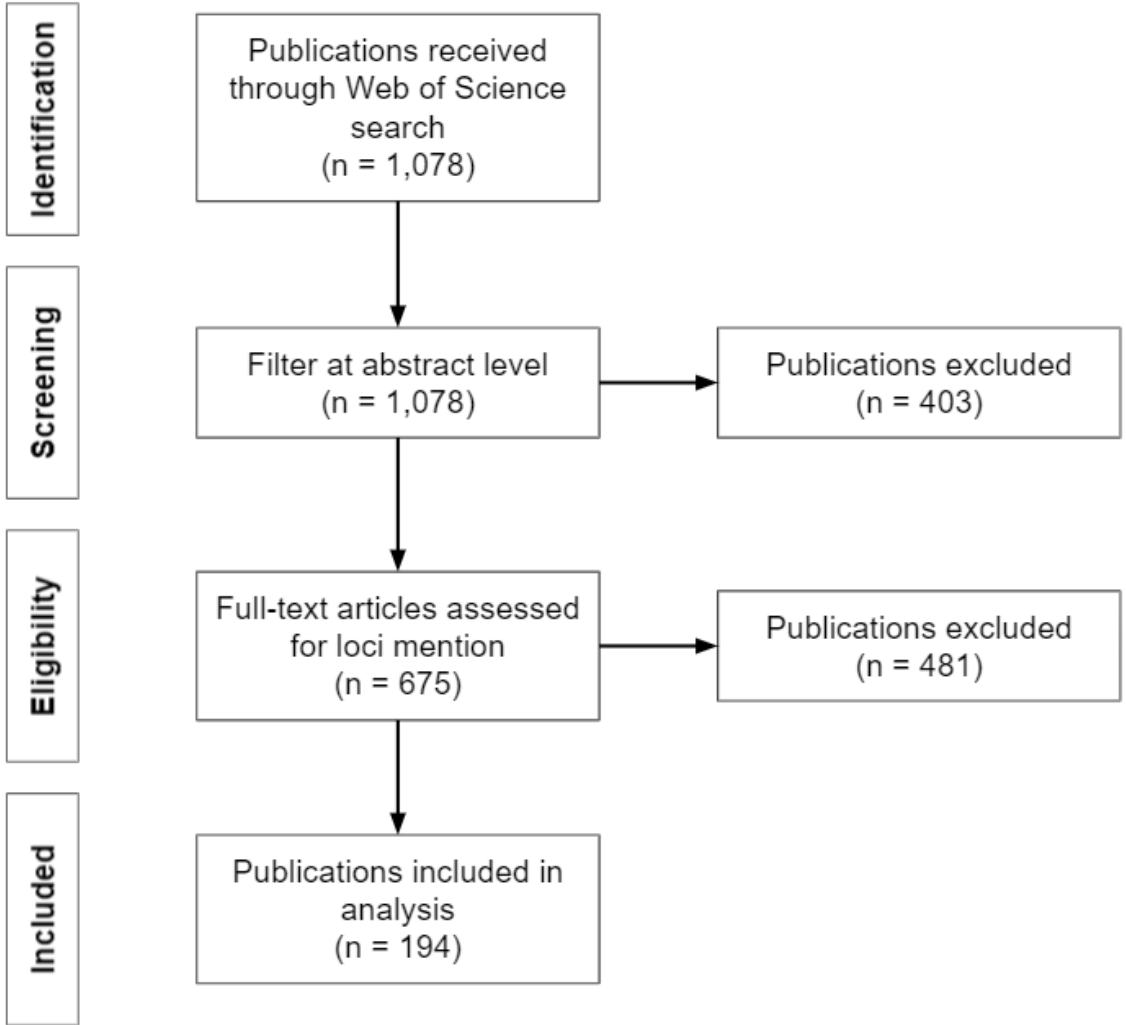 Identification
Publications received
through Web of Science
search
(n = 1,078)
Screening
Filter at abstract level
(n = 1,078)
Publications excluded
(n = 403)
Eligibility
Full-text articles assessed
for loci mention
(n = 675)
Publications excluded
(n = 481)
Included
Publications included in
analysis
(n = 194)